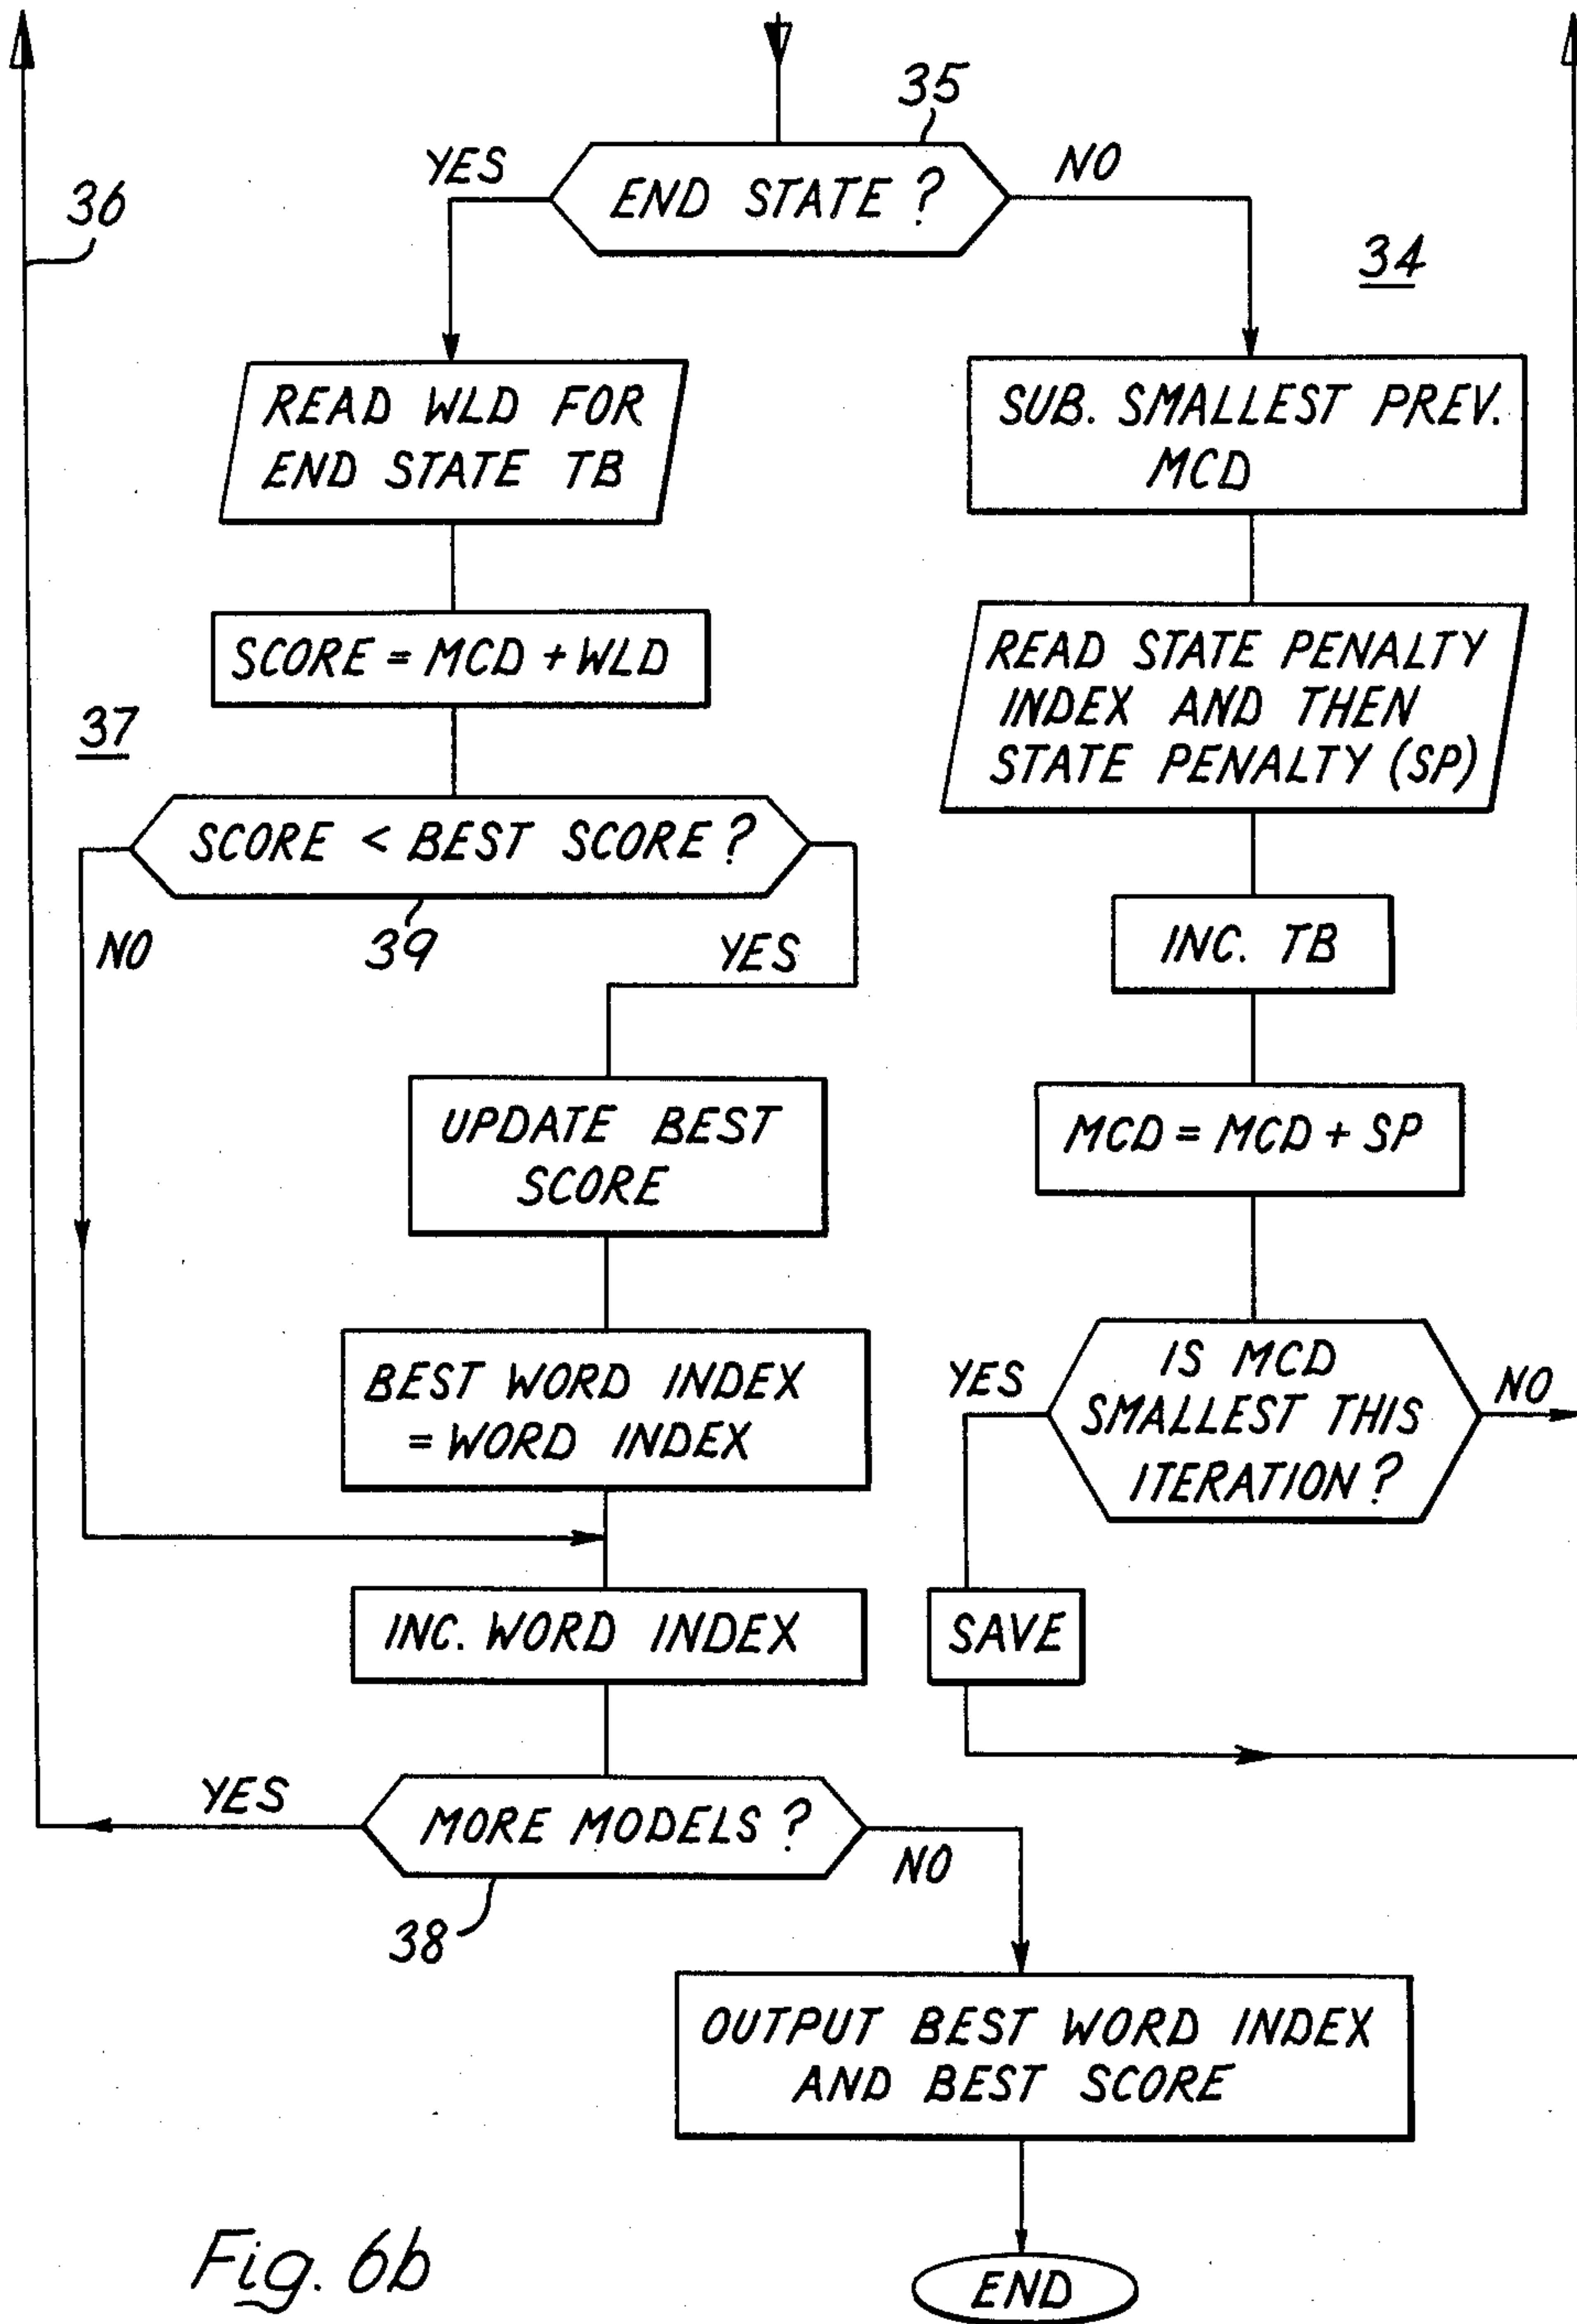 35
YES
END STATE ?
NO
36
34
READ WLD FOR
END STATE TB
SUB. SMALLEST PREV.
MCD
SCORE = MCD + WLD
READ STATE PENALTY
INDEX AND THEN
STATE PENALTY (SP)
37
SCORE < BEST SCORE ?
39
NO
YES
INC. TB
UPDATE BEST
SCORE
MCD = MCD + SP
BEST WORD INDEX
= WORD INDEX
YES
IS MCD
SMALLEST THIS
ITERATION ?
NO
INC. WORD INDEX
SAVE
YES
MORE MODELS ?
NO
38
OUTPUT BEST WORD INDEX
AND BEST SCORE
END
Fig. 6b